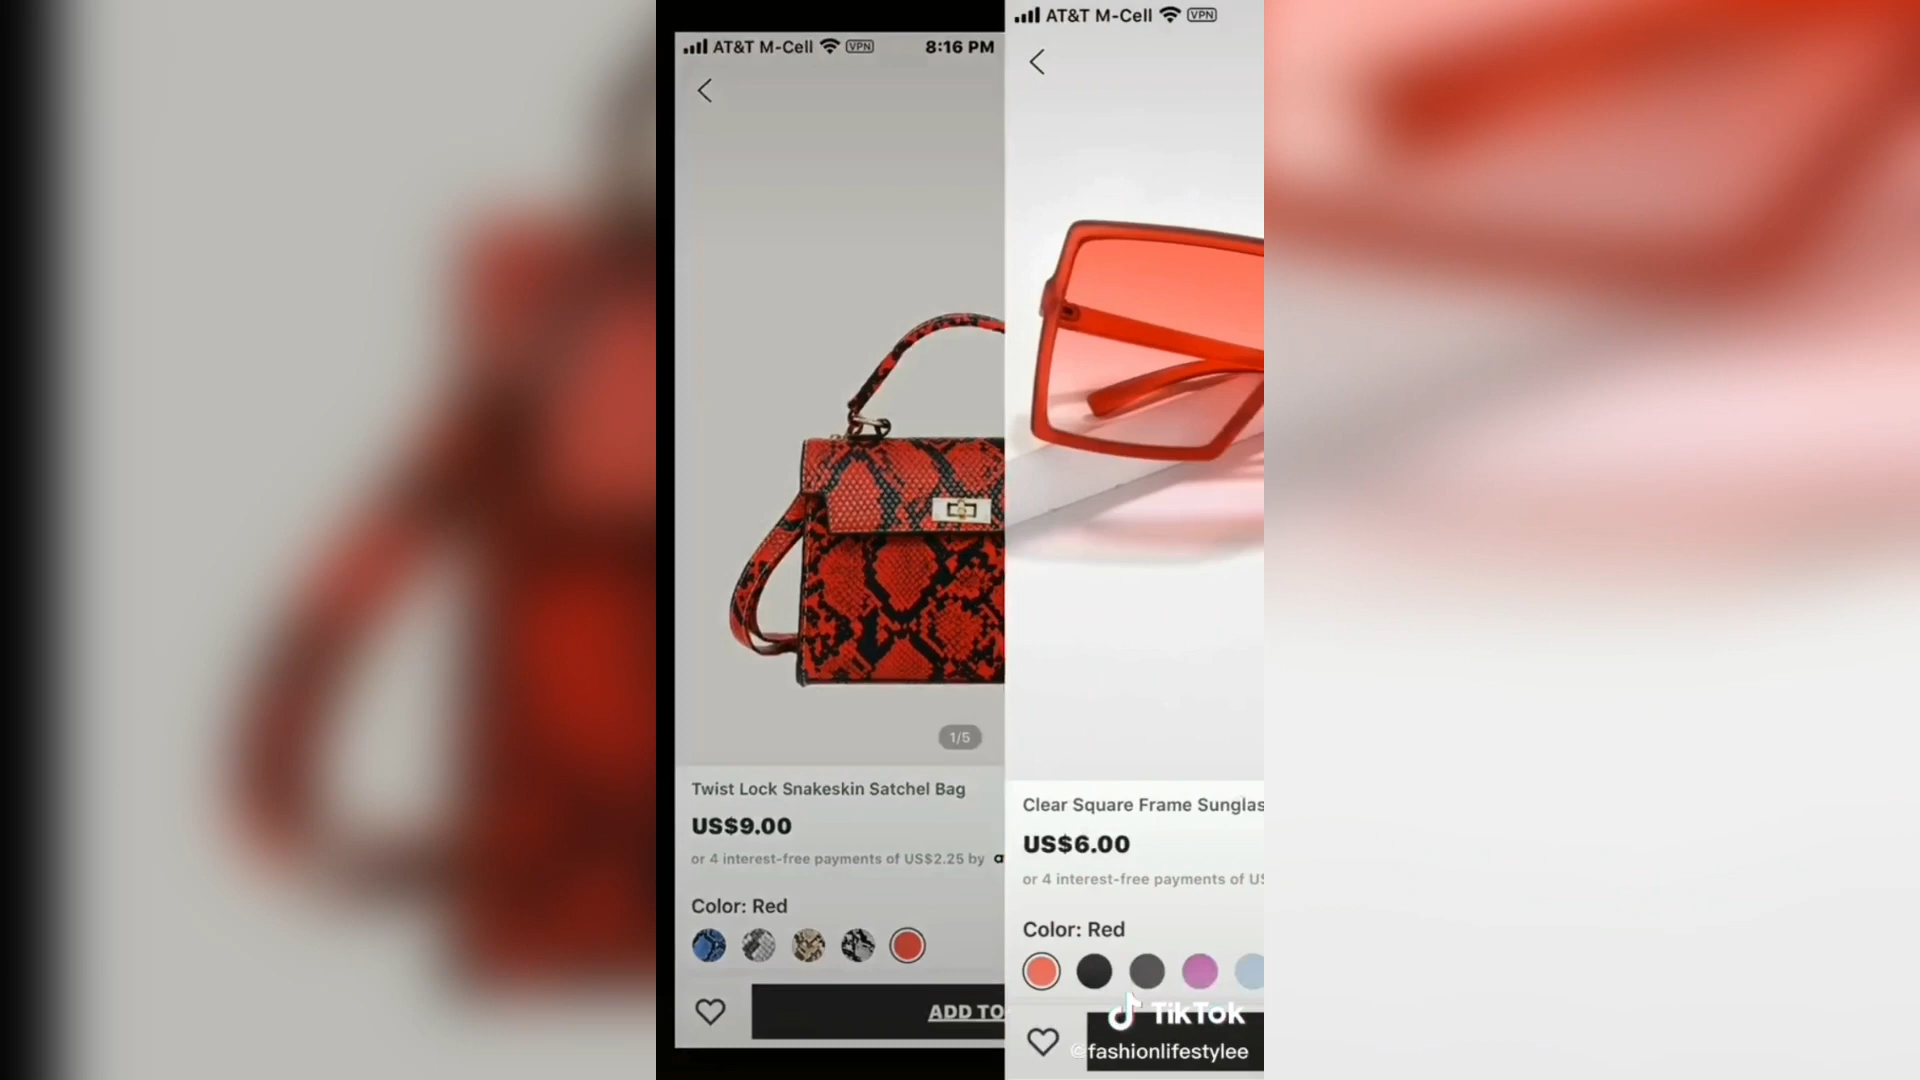 AT&T M-Cell VPN 8:16 PM
1/5
Twist Lock Snakeskin Satchel Bag
US$9.00
or 4 interest-free payments of US$2.25 by
Color: Red
ADD TO
AT&T M-Cell VPN
Clear Square Frame Sunglas
US$6.00
or 4 interest-free payments of US
Color: Red
TikTok
@fashionlifestylee